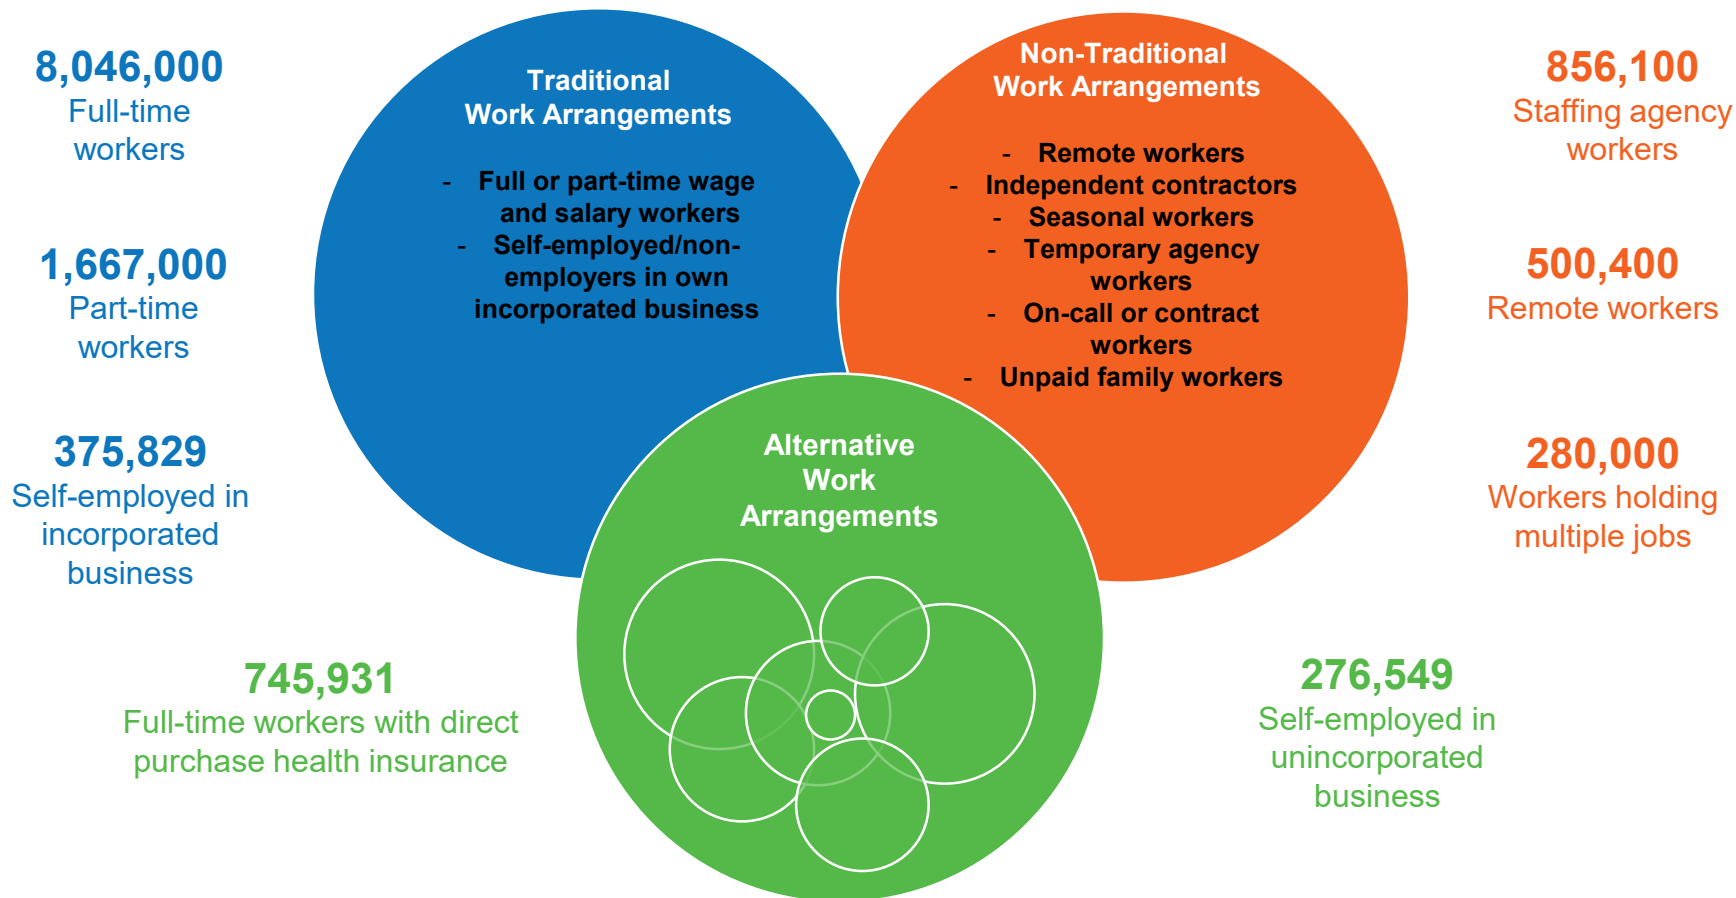 8,046,000
Full-time
workers
1,667,000
Part-time
workers
375,829
Self-employed in
incorporated
business
Traditional
Work Arrangements
- Full or part-time wage
and salary workers
- Self-employed/non-
employers in own
incorporated business
Non-Traditional
Work Arrangements
- Remote workers
- Independent contractors
- Seasonal workers
- Temporary agency
workers
- On-call or contract
workers
- Unpaid family workers
856,100
Staffing agency
workers
500,400
Remote workers
280,000
Workers holding
multiple jobs
Alternative
Work
Arrangements
745,931
Full-time workers with direct
purchase health insurance
276,549
Self-employed in
unincorporated
business